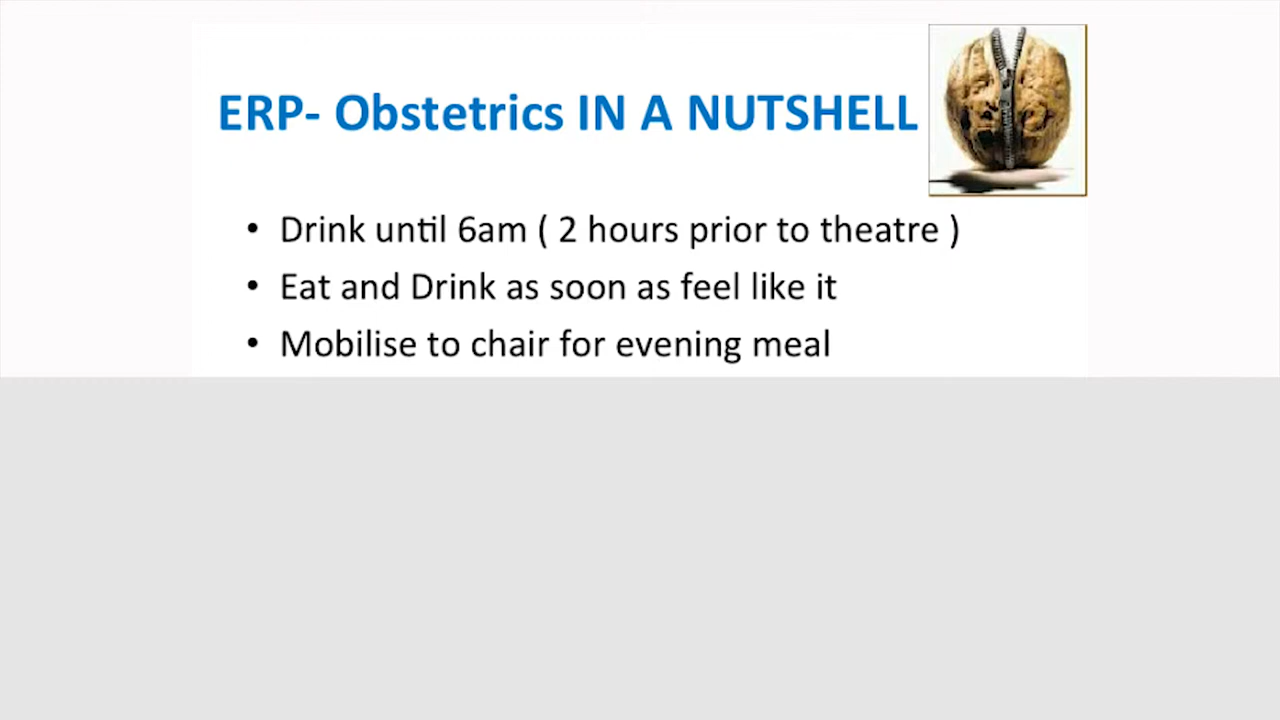 ERP- Obstetrics IN A NUTSHELL
• Drink until 6am ( 2 hours prior to theatre )
• Eat and Drink as soon as feel like it
• Mobilise to chair for evening meal